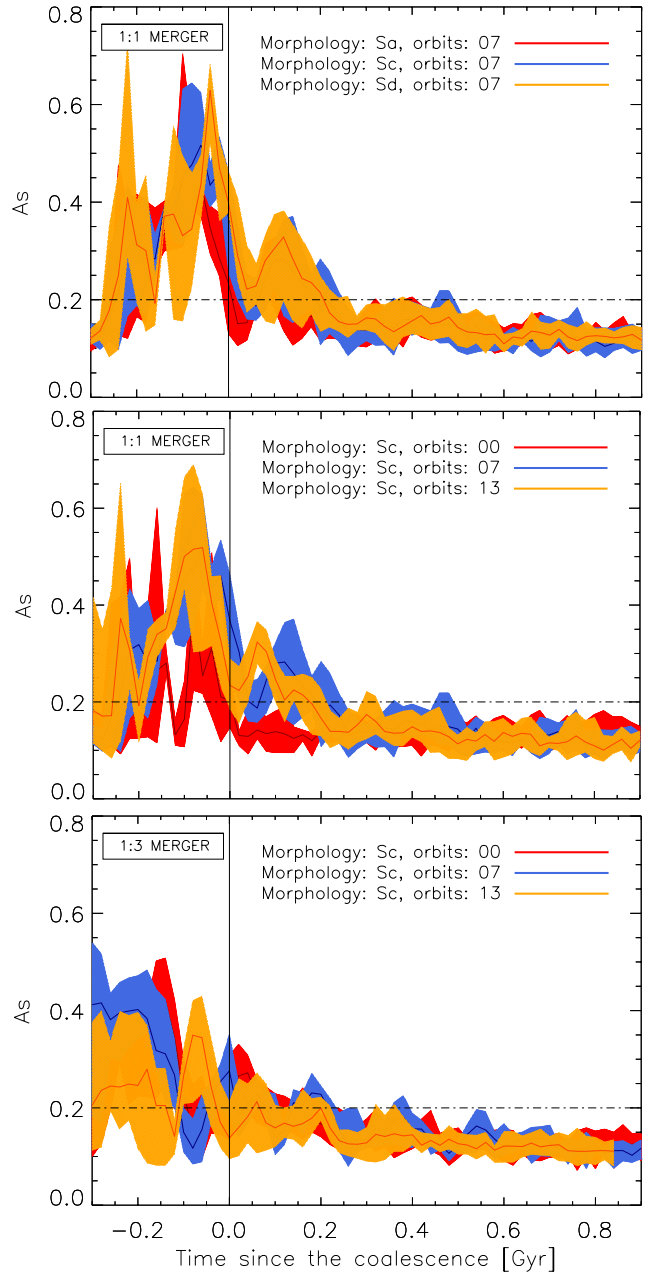 1:1 MERGER
Morphology: Sa, orbits: 07
Morphology: Sc, orbits: 07
Morphology: Sd, orbits: 07
0.8
0.6
0.4
0.2
0.0
As
1:1 MERGER
Morphology: Sc, orbits: 00
Morphology: Sc, orbits: 07
Morphology: Sc, orbits: 13
0.8
0.6
0.4
0.2
0.0
As
1:3 MERGER
Morphology: Sc, orbits: 00
Morphology: Sc, orbits: 07
Morphology: Sc, orbits: 13
0.8
0.6
0.4
0.2
0.0
As
−0.2 0.0 0.2 0.4 0.6 0.8
Time since the coalescence [Gyr]